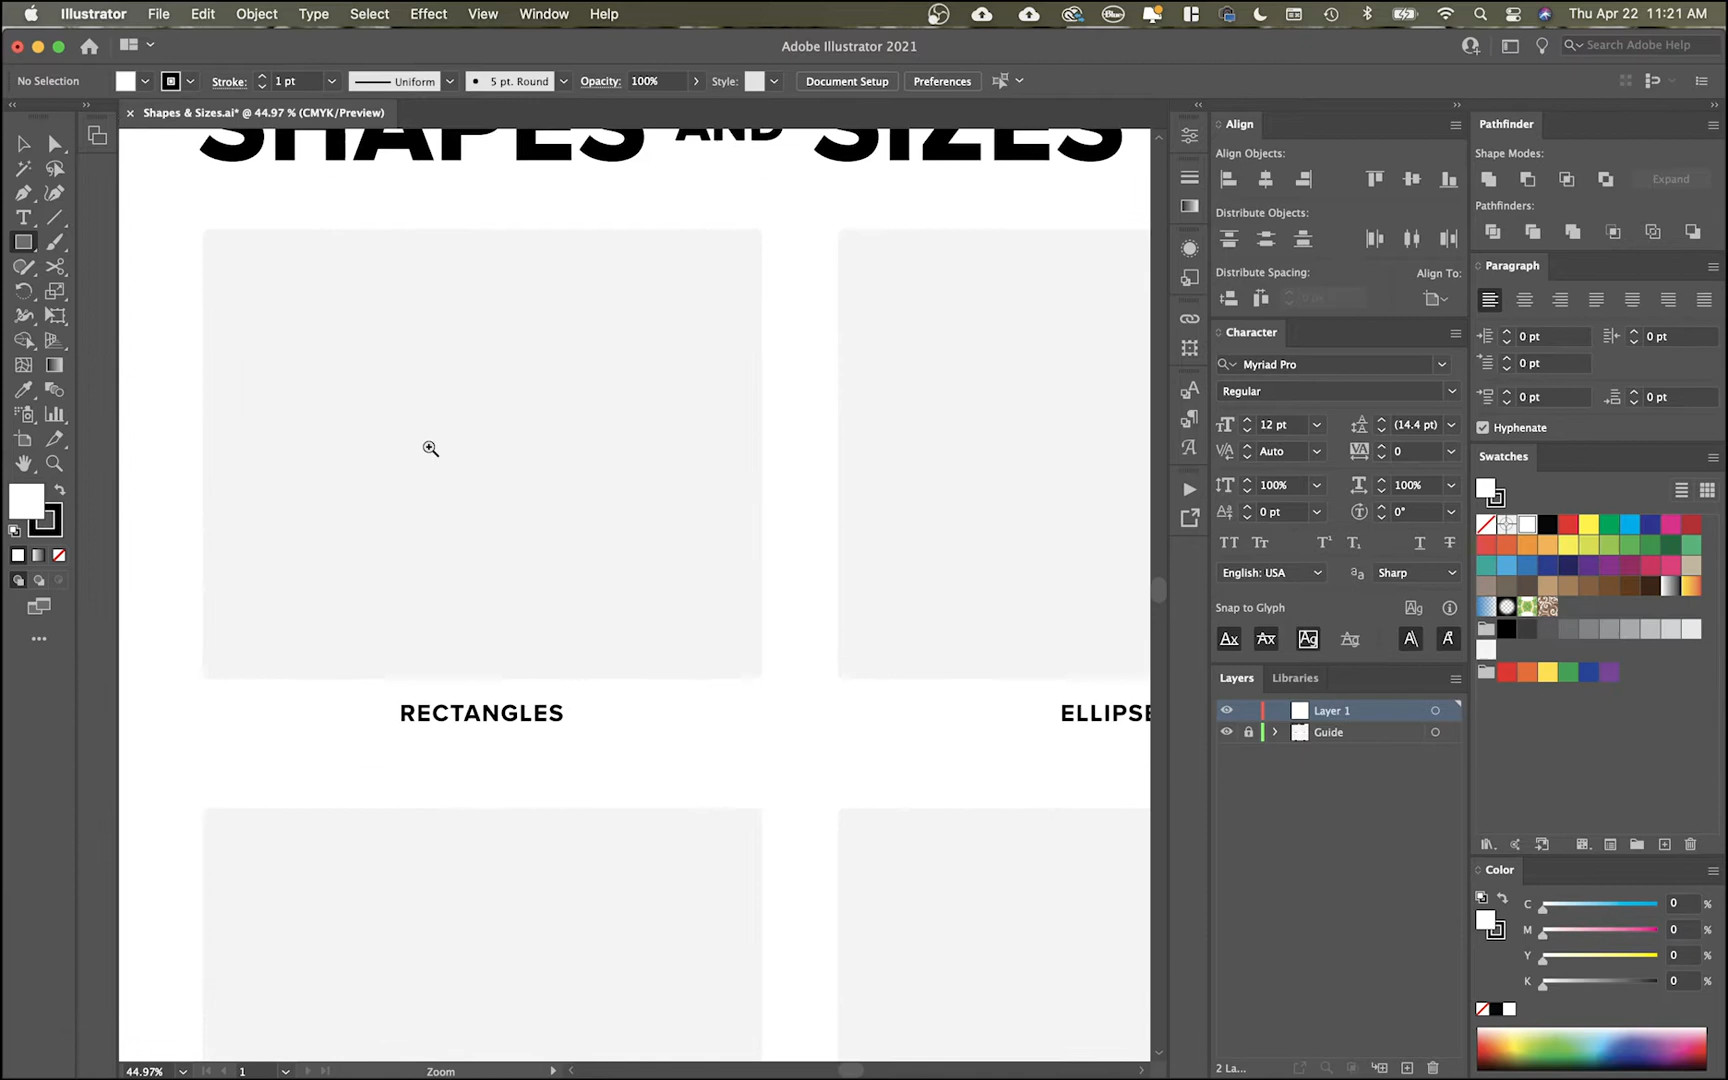 Illustrator File Edit Object Type Select Effect View Window Help Blue Thu Apr 22 11:21 AM
Adobe Illustrator 2021 Search Adobe Help
No Selection Stroke: 1 pt Uniform 5 pt. Round Opacity: 100% Style: Document Setup Preferences
Shapes & Sizes.ai* @ 44.97 % (CMYK/Preview)
SHAPES AND SIZES
RECTANGLES
ELLIPSE
44.97% 1 Zoom
Align
Align Objects:
Distribute Objects:
Distribute Spacing: Align To:
Character
Myriad Pro
Regular
12 pt (14.4 pt)
Auto 0
100% 100%
0 pt 0°
English: USA Sharp
Snap to Glyph
Layers Libraries
Layer 1
Guide
2 La...
Pathfinder
Shape Modes:
Expand
Pathfinders:
Paragraph
0 pt 0 pt
0 pt
0 pt 0 pt
Hyphenate
Swatches
Color
C 0 %
M 0 %
Y 0 %
K 0 %